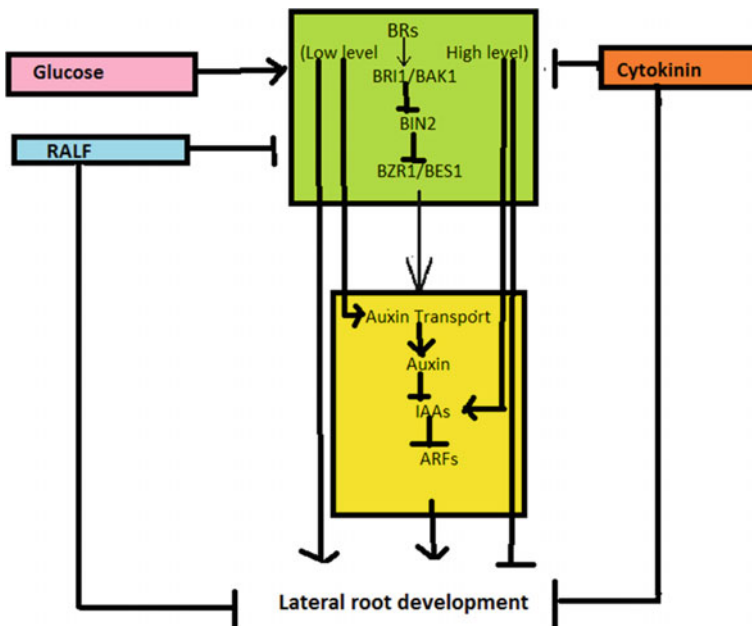 BRs
(Low level High level)
Glucose
BRI1/BAK1
Cytokinin
BIN2
RALF
BZR1/BES1
Auxin Transport
Auxin
IAAs
ARFs
Lateral root development